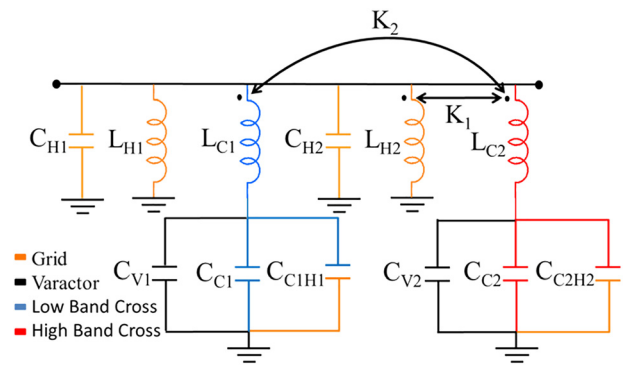 K2
CH1
LH1
LC1
CH2
LH2
K1
LC2
CV1
CC1
CC1H1
CV2
CC2
CC2H2
Grid
Varactor
Low Band Cross
High Band Cross